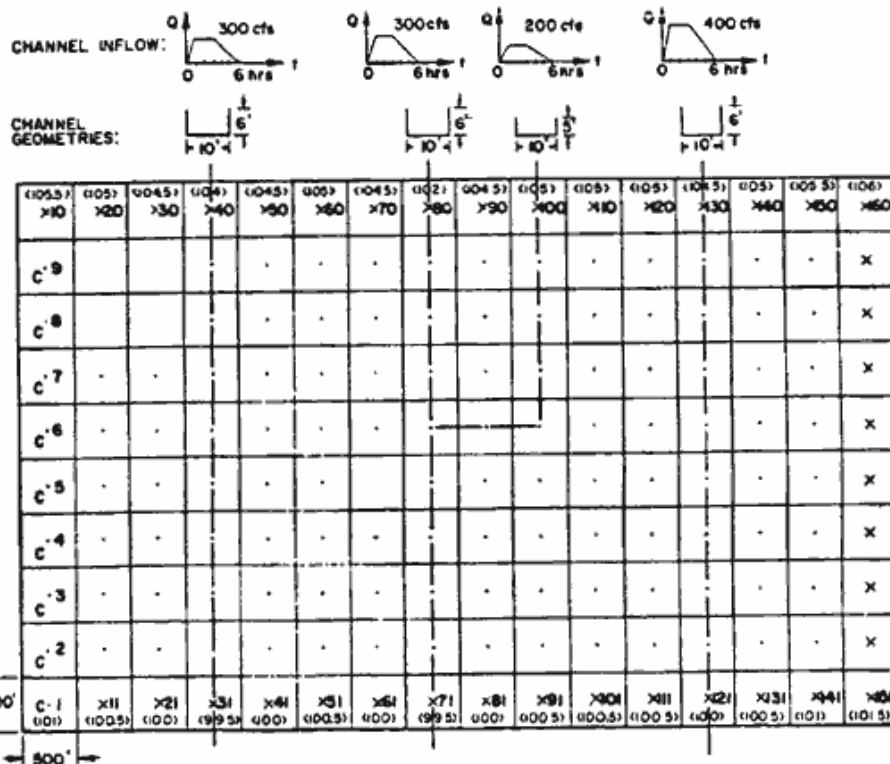 Q 300 cfs Q 300 cfs Q 200 cfs Q 400 cfs
CHANNEL INFLOW:
0 6 hrs t 0 6 hrs t 0 6 hrs t 0 6 hrs t
CHANNEL GEOMETRIES:
10' 6' 10' 6' 10' 10' 6'
(105.5) (105) (104.5) (104) (104.5) (105) (104.5) (102) (104.5) (105) (105) (105) (104.5) (105) (105.5) (106)
×10 ×20 ×30 ×40 ×50 ×60 ×70 ×80 ×90 ×100 ×110 ×120 ×130 ×140 ×150 ×160
C·9 ×
C·8 ×
C·7 ×
C·6 ×
C·5 ×
C·4 ×
C·3 ×
C·2 ×
C·1 ×11 ×21 ×31 ×41 ×51 ×61 ×71 ×81 ×91 ×101 ×111 ×121 ×131 ×141
(101) (100.5) (100) (99.5) (100) (100.5) (100) (99.5) (100) (100.5) (100.5) (100.5) (100) (100.5) (101) (101.5)
500'